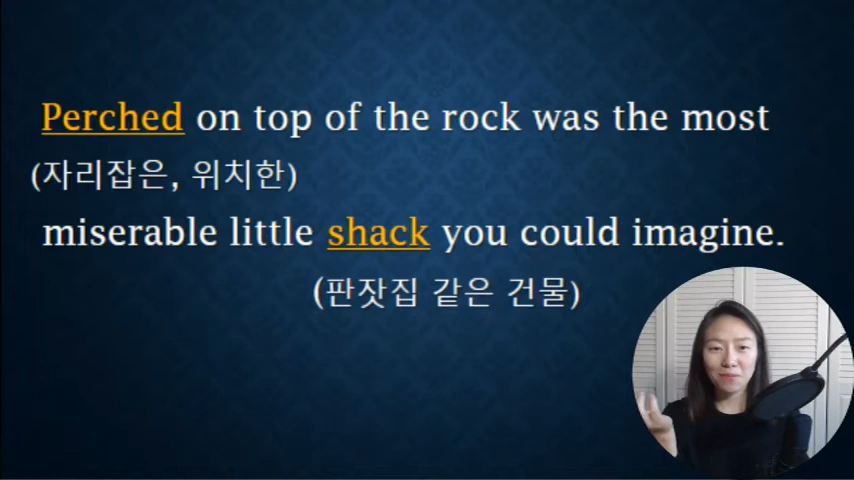 Perched on top of the rock was the most
(자리잡은, 위치한)
miserable little shack you could imagine.
(판잣집 같은 건물)